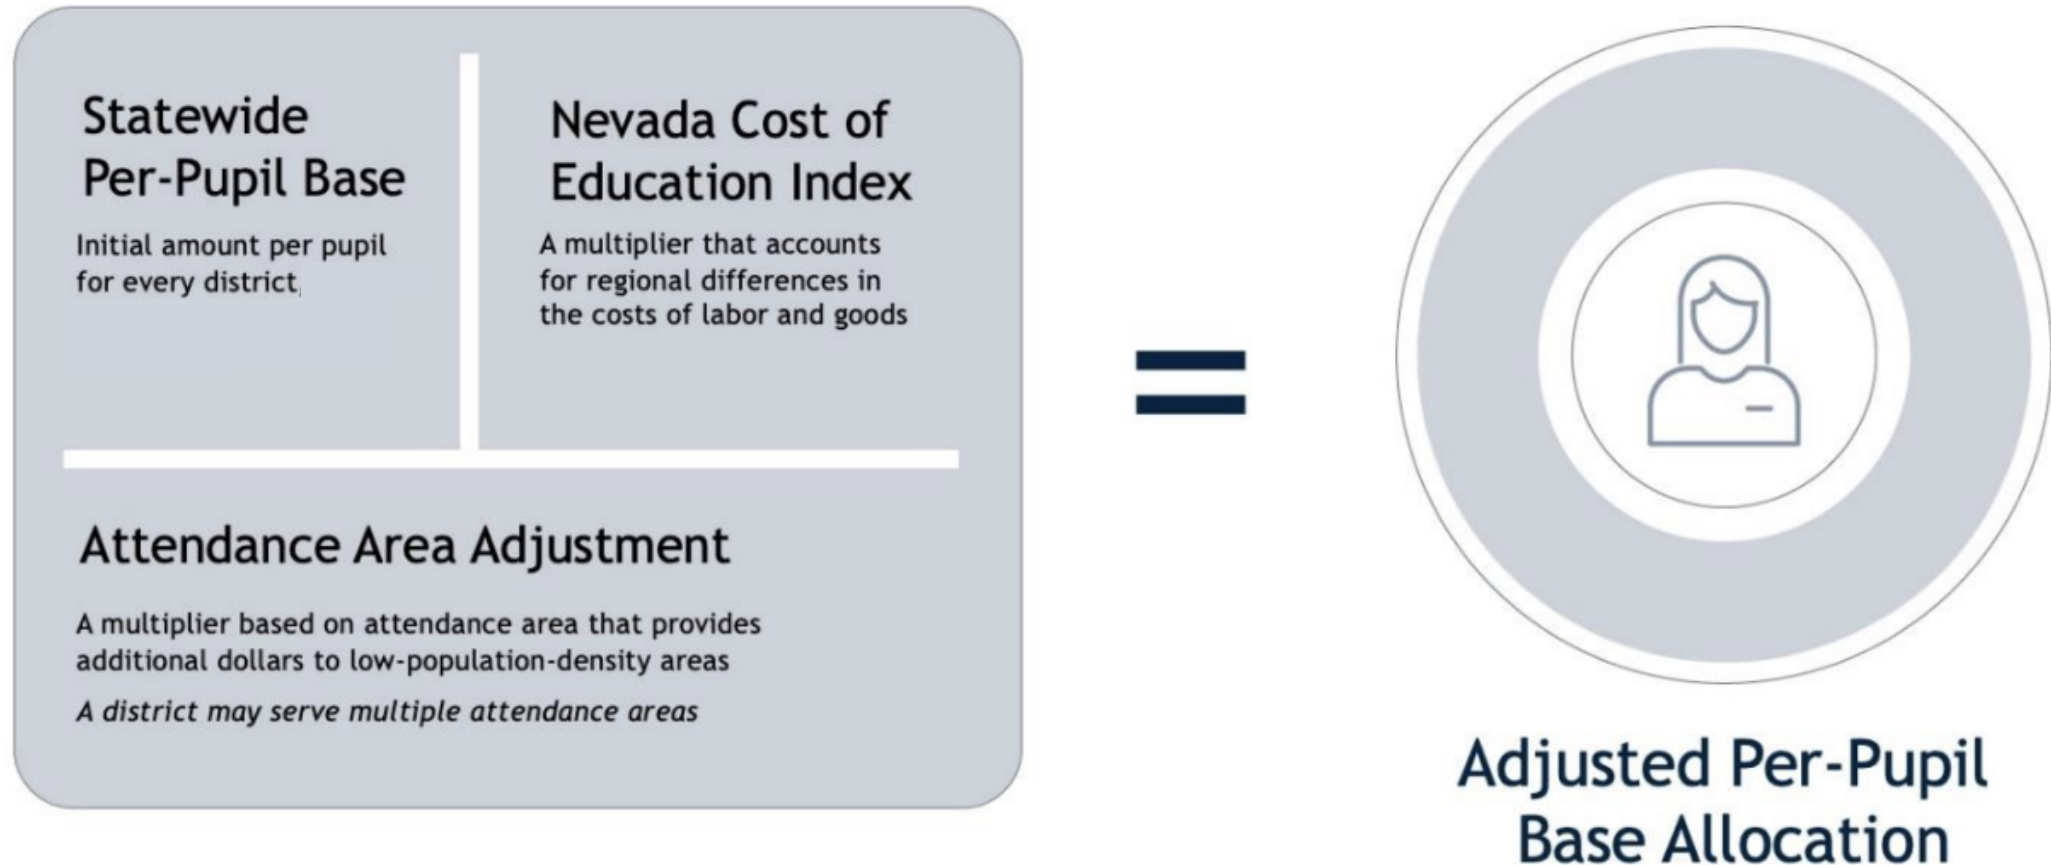 Statewide
Per-Pupil Base
Initial amount per pupil
for every district
Nevada Cost of
Education Index
A multiplier that accounts
for regional differences in
the costs of labor and goods
Attendance Area Adjustment
A multiplier based on attendance area that provides
additional dollars to low-population-density areas
A district may serve multiple attendance areas
=
Adjusted Per-Pupil
Base Allocation